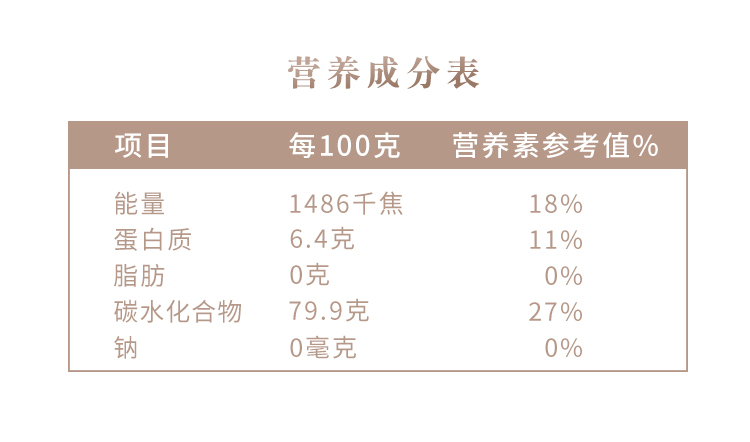 营养成分表
项目 每100克 营养素参考值%
能量 1486千焦 18%
蛋白质 6.4克 11%
脂肪 0克 0%
碳水化合物 79.9克 27%
钠 0毫克 0%